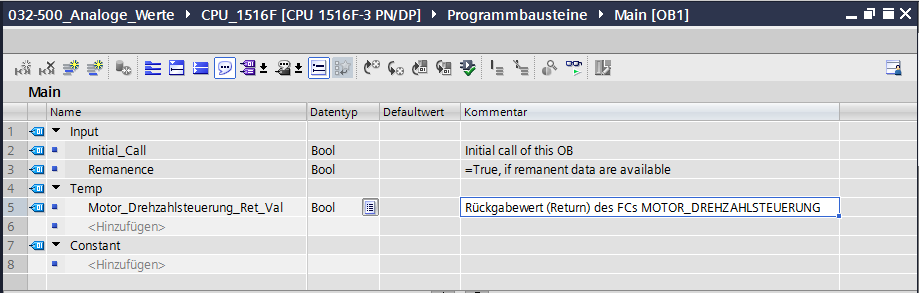 032-500_Analoge_Werte ▸ CPU_1516F [CPU 1516F-3 PN/DP] ▸ Programmbausteine ▸ Main [OB1]
Main
Name Datentyp Defaultwert Kommentar
1 Input
2 Initial_Call Bool Initial call of this OB
3 Remanence Bool =True, if remanent data are available
4 Temp
5 Motor_Drehzahlsteuerung_Ret_Val Bool Rückgabewert (Return) des FCs MOTOR_DREHZAHLSTEUERUNG
6 <Hinzufügen>
7 Constant
8 <Hinzufügen>